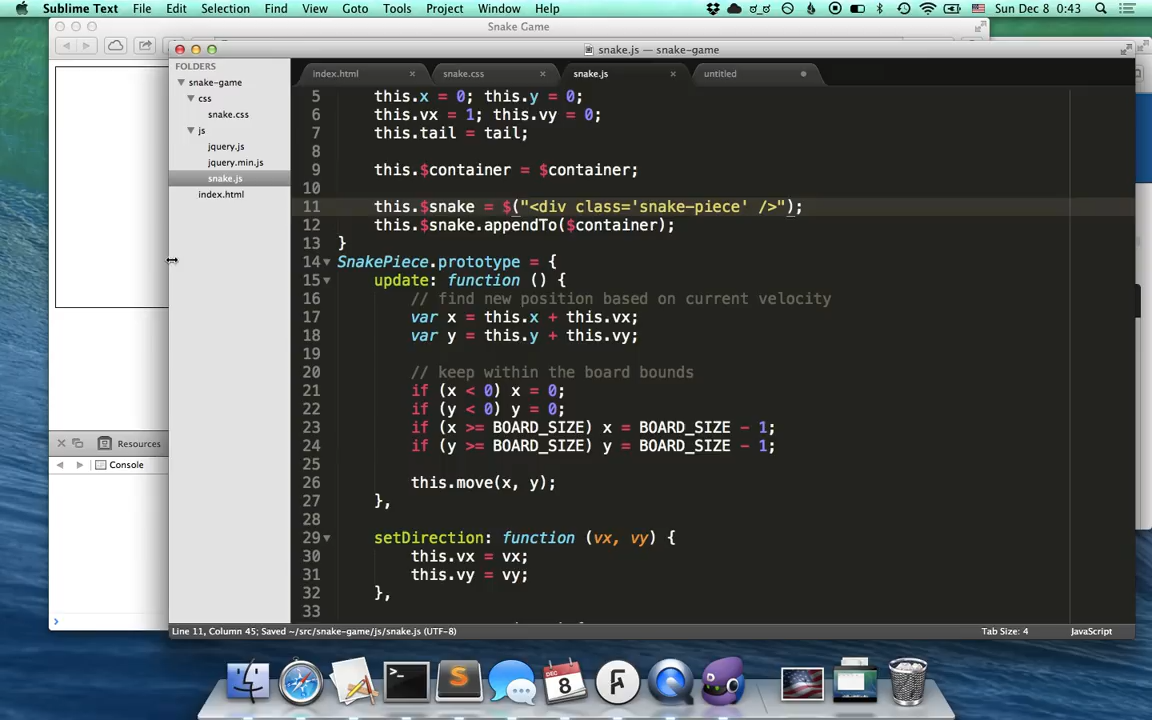 Sublime Text File Edit Selection Find View Goto Tools Project Window Help Sun Dec 8 0:43
Snake Game
snake.js — snake-game
FOLDERS
snake-game
css
snake.css
js
jquery.js
jquery.min.js
snake.js
index.html
index.html snake.css snake.js untitled
5 this.x = 0; this.y = 0;
6 this.vx = 1; this.vy = 0;
7 this.tail = tail;
8
9 this.$container = $container;
10
11 this.$snake = $("<div class='snake-piece' />");
12 this.$snake.appendTo($container);
13 }
14 SnakePiece.prototype = {
15 update: function () {
16 // find new position based on current velocity
17 var x = this.x + this.vx;
18 var y = this.y + this.vy;
19
20 // keep within the board bounds
21 if (x < 0) x = 0;
22 if (y < 0) y = 0;
23 if (x >= BOARD_SIZE) x = BOARD_SIZE - 1;
24 if (y >= BOARD_SIZE) y = BOARD_SIZE - 1;
25
26 this.move(x, y);
27 },
28
29 setDirection: function (vx, vy) {
30 this.vx = vx;
31 this.vy = vy;
32 },
33
Resources
Console
Line 11, Column 45; Saved ~/src/snake-game/js/snake.js (UTF-8) Tab Size: 4 JavaScript
DEC
8